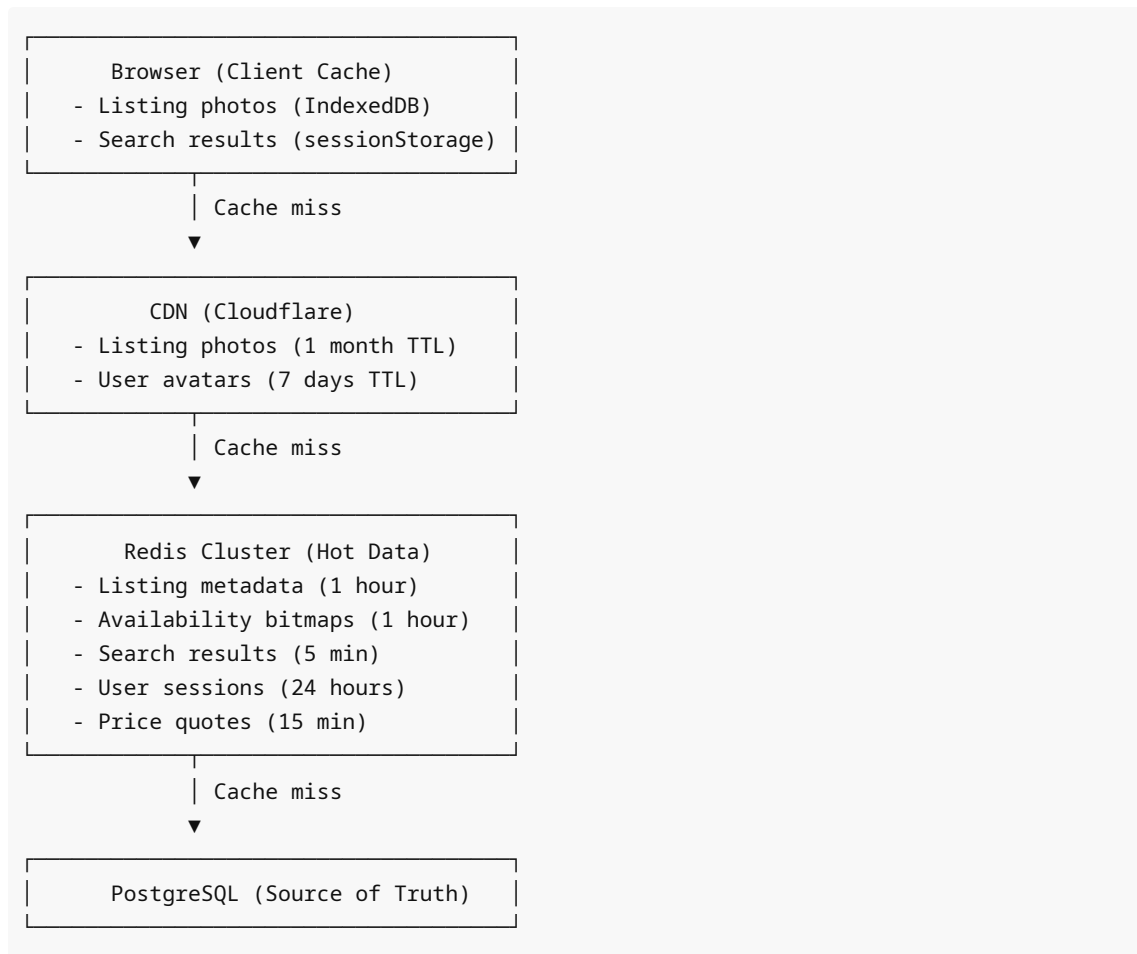 Browser (Client Cache)
- Listing photos (IndexedDB)
- Search results (sessionStorage)
Cache miss
▼
CDN (Cloudflare)
- Listing photos (1 month TTL)
- User avatars (7 days TTL)
Cache miss
▼
Redis Cluster (Hot Data)
- Listing metadata (1 hour)
- Availability bitmaps (1 hour)
- Search results (5 min)
- User sessions (24 hours)
- Price quotes (15 min)
Cache miss
▼
PostgreSQL (Source of Truth)